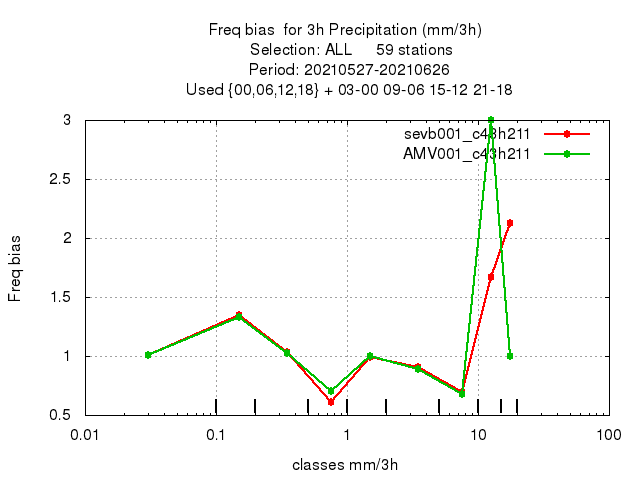 Freq bias  for 3h Precipitation (mm/3h)
Selection: ALL     59 stations
Period: 20210527-20210626
Used {00,06,12,18} + 03-00 09-06 15-12 21-18
sevb001_c43h211
AMV001_c43h211
3
2.5
2
1.5
1
0.5
Freq bias
0.01 0.1 1 10 100
classes mm/3h